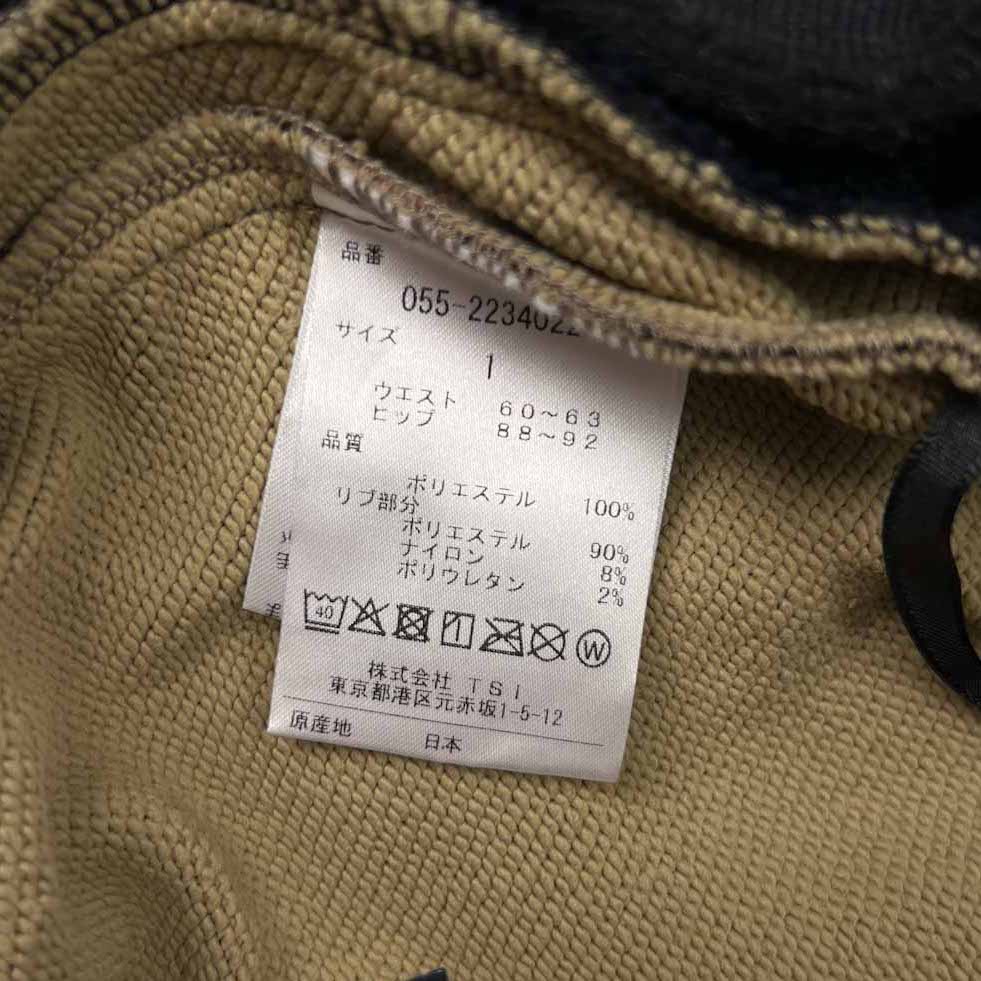 品番
055-2234022
サイズ
1
ウエスト 60~63
ヒップ 88~92
品質
ポリエステル 100%
リブ部分
ポリエステル 90%
ナイロン 8%
ポリウレタン 2%
40
W
株式会社 TSI
東京都港区元赤坂1-5-12
原産地 日本